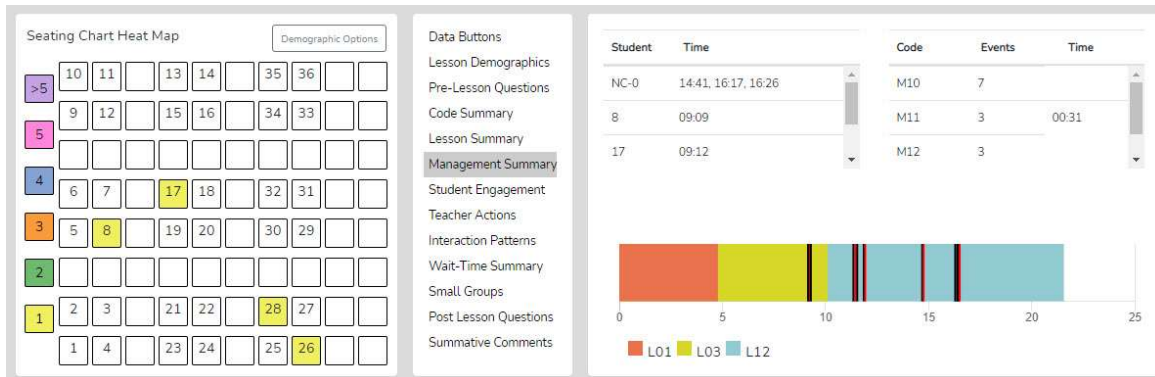 Seating Chart Heat Map
Demographic Options
>5
5
4
3
2
1
10 11 13 14 35 36
9 12 15 16 34 33
6 7 17 18 32 31
5 8 19 20 30 29
2 3 21 22 28 27
1 4 23 24 25 26
Data Buttons
Lesson Demographics
Pre-Lesson Questions
Code Summary
Lesson Summary
Management Summary
Student Engagement
Teacher Actions
Interaction Patterns
Wait-Time Summary
Small Groups
Post Lesson Questions
Summative Comments
Student Time
NC-0 14:41, 16:17, 16:26
8 09:09
17 09:12
Code Events Time
M10 7
M11 3 00:31
M12 3
0 5 10 15 20 25
L01 L03 L12